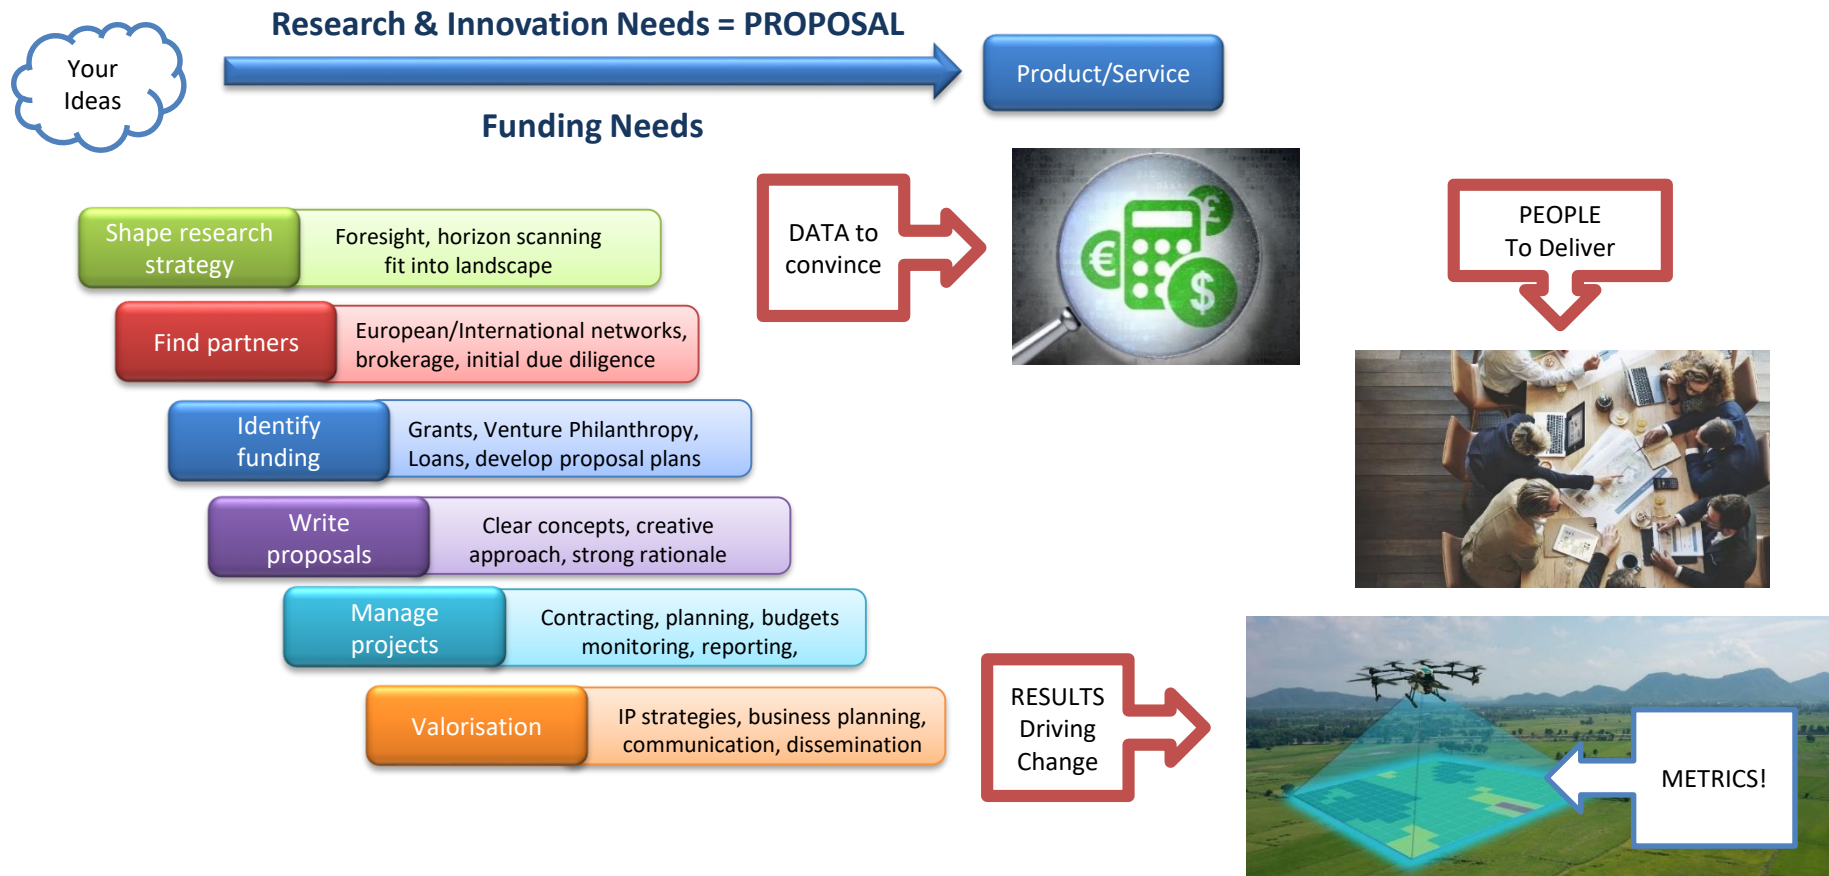 Research & Innovation Needs = PROPOSAL
Your
Ideas
Product/Service
Funding Needs
Shape research
strategy
Foresight, horizon scanning
fit into landscape
Find partners
European/International networks,
brokerage, initial due diligence
Identify
funding
Grants, Venture Philanthropy,
Loans, develop proposal plans
Write
proposals
Clear concepts, creative
approach, strong rationale
Manage
projects
Contracting, planning, budgets
monitoring, reporting,
Valorisation
IP strategies, business planning,
communication, dissemination
DATA to
convince
€
£
$
PEOPLE
To Deliver
RESULTS
Driving
Change
METRICS!